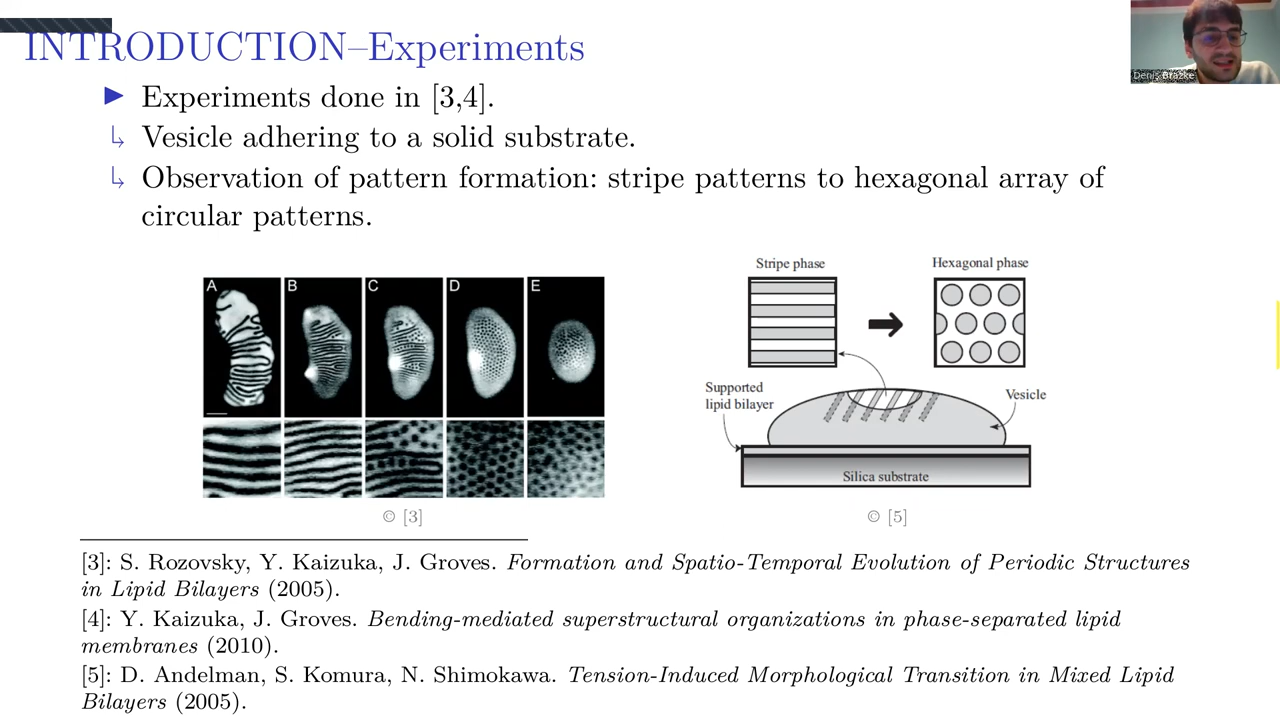 INTRODUCTION–Experiments
Denis Brazke
▶ Experiments done in [3,4].
↳ Vesicle adhering to a solid substrate.
↳ Observation of pattern formation: stripe patterns to hexagonal array of
circular patterns.
A B C D E
© [3]
Stripe phase
Hexagonal phase
Supported
lipid bilayer
Vesicle
Silica substrate
© [5]
[3]: S. Rozovsky, Y. Kaizuka, J. Groves. Formation and Spatio-Temporal Evolution of Periodic Structures
in Lipid Bilayers (2005).
[4]: Y. Kaizuka, J. Groves. Bending-mediated superstructural organizations in phase-separated lipid
membranes (2010).
[5]: D. Andelman, S. Komura, N. Shimokawa. Tension-Induced Morphological Transition in Mixed Lipid
Bilayers (2005).